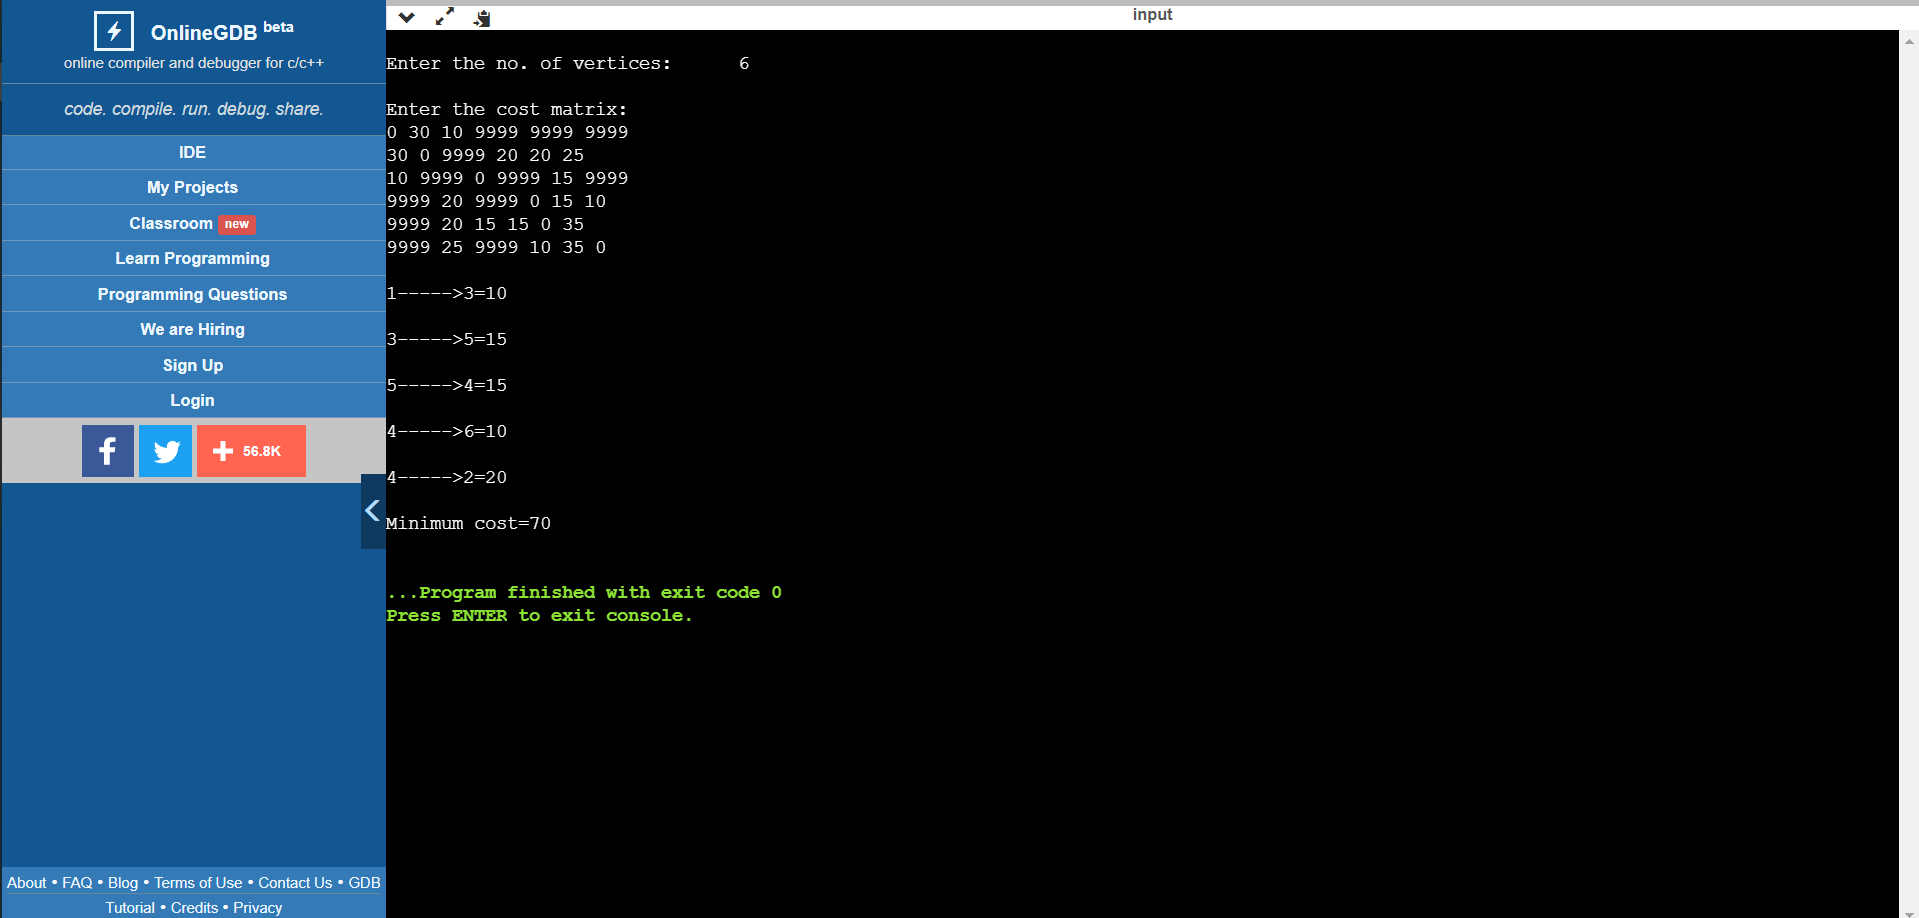 OnlineGDB beta
online compiler and debugger for c/c++
code. compile. run. debug. share.
IDE
My Projects
Classroom new
Learn Programming
Programming Questions
We are Hiring
Sign Up
Login
f
+ 56.8K
About • FAQ • Blog • Terms of Use • Contact Us • GDB
Tutorial • Credits • Privacy
input
Enter the no. of vertices:      6
Enter the cost matrix:
0 30 10 9999 9999 9999
30 0 9999 20 20 25
10 9999 0 9999 15 9999
9999 20 9999 0 15 10
9999 20 15 15 0 35
9999 25 9999 10 35 0
1----->3=10
3----->5=15
5----->4=15
4----->6=10
4----->2=20
Minimum cost=70
...Program finished with exit code 0
Press ENTER to exit console.